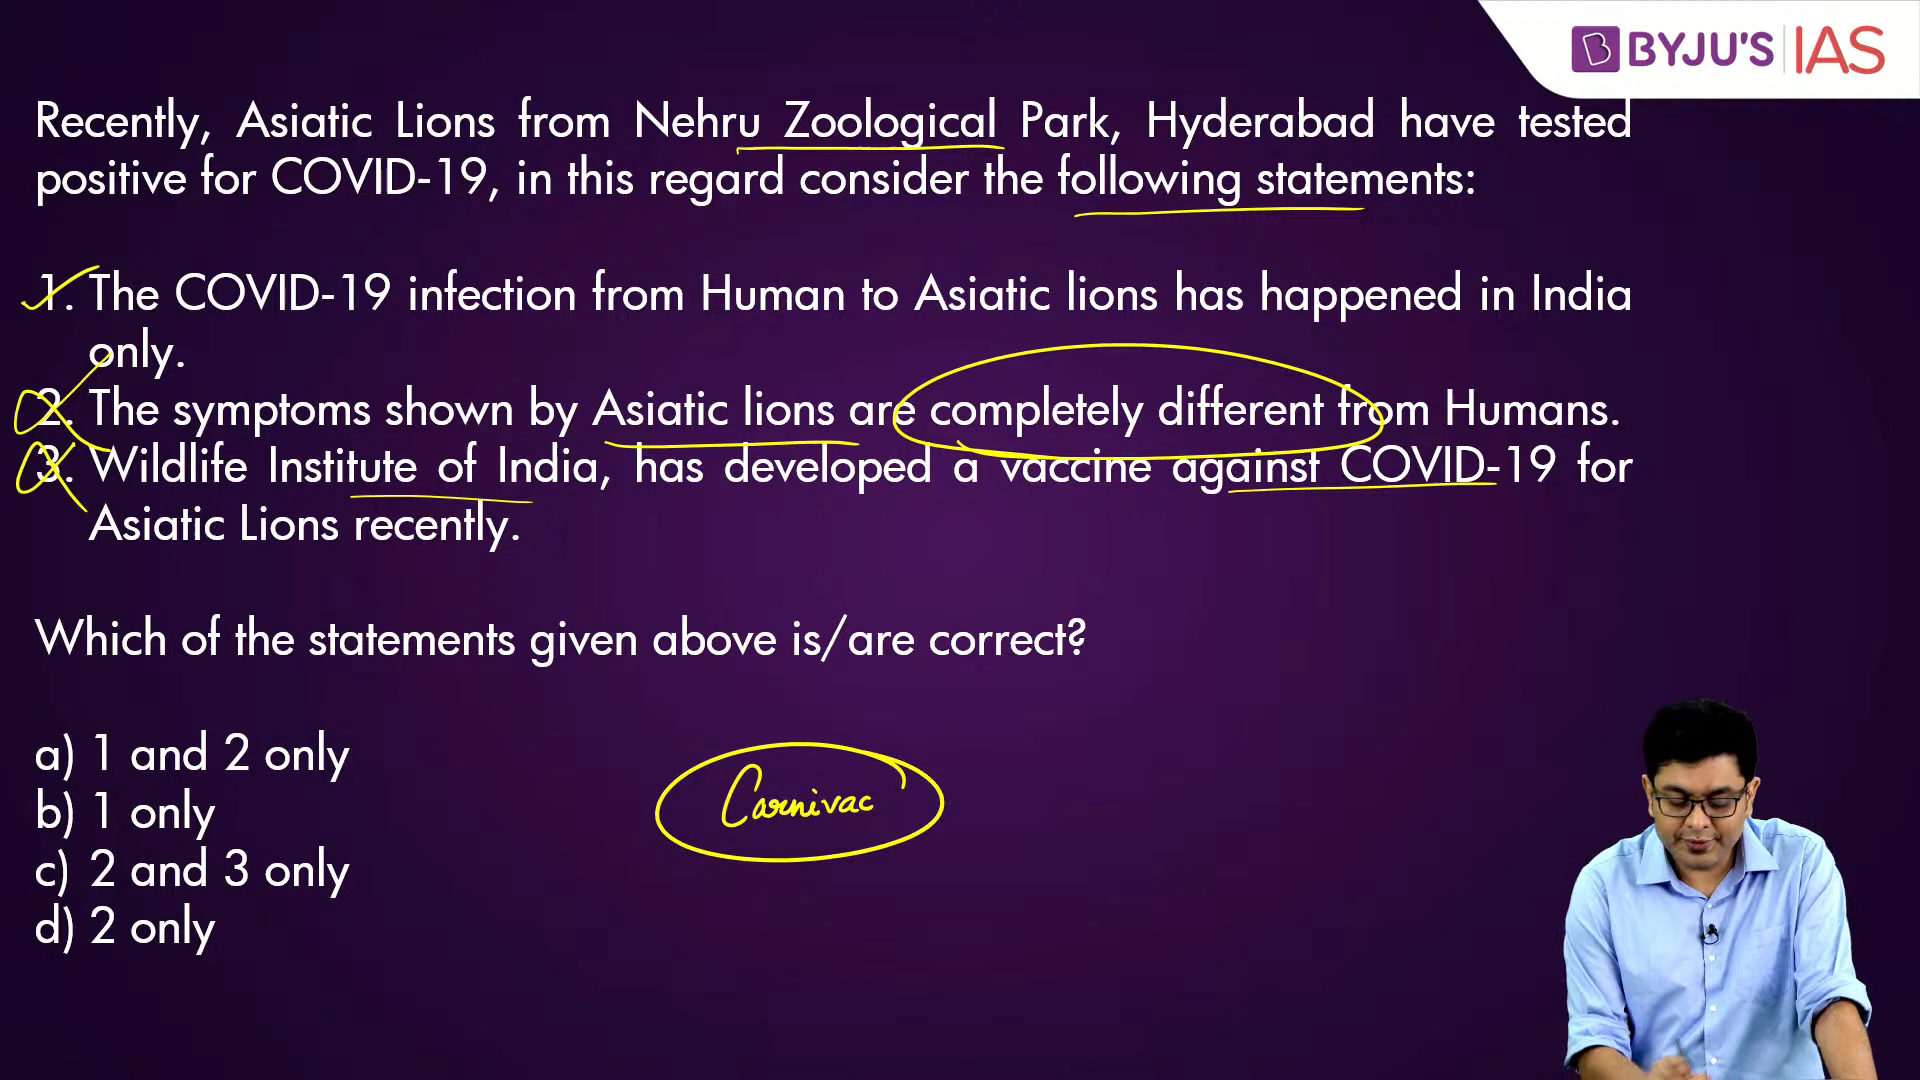 BYJU'S IAS
Recently, Asiatic Lions from Nehru Zoological Park, Hyderabad have tested
positive for COVID-19, in this regard consider the following statements:
1. The COVID-19 infection from Human to Asiatic lions has happened in India
only.
2. The symptoms shown by Asiatic lions are completely different from Humans.
3. Wildlife Institute of India, has developed a vaccine against COVID-19 for
Asiatic Lions recently.
Which of the statements given above is/are correct?
a) 1 and 2 only
b) 1 only
c) 2 and 3 only
d) 2 only
Carnivac